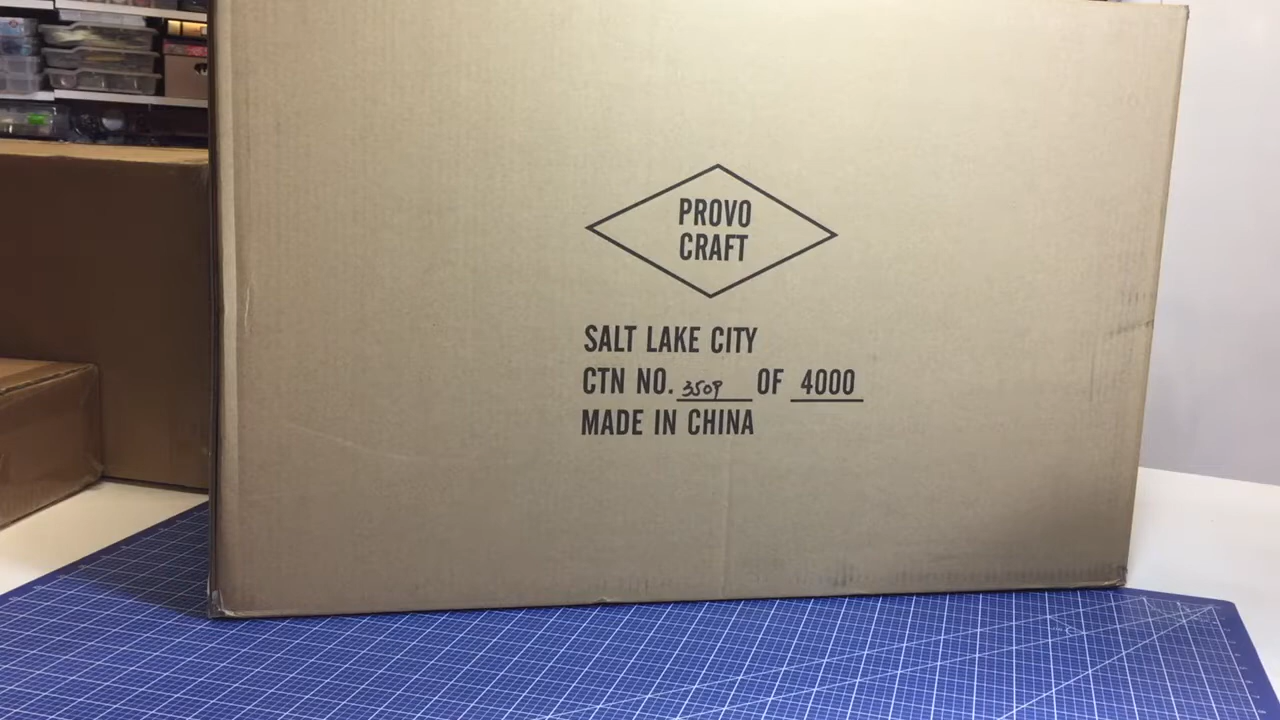 PROVO
CRAFT
SALT LAKE CITY
CTN NO. 3509 OF 4000
MADE IN CHINA